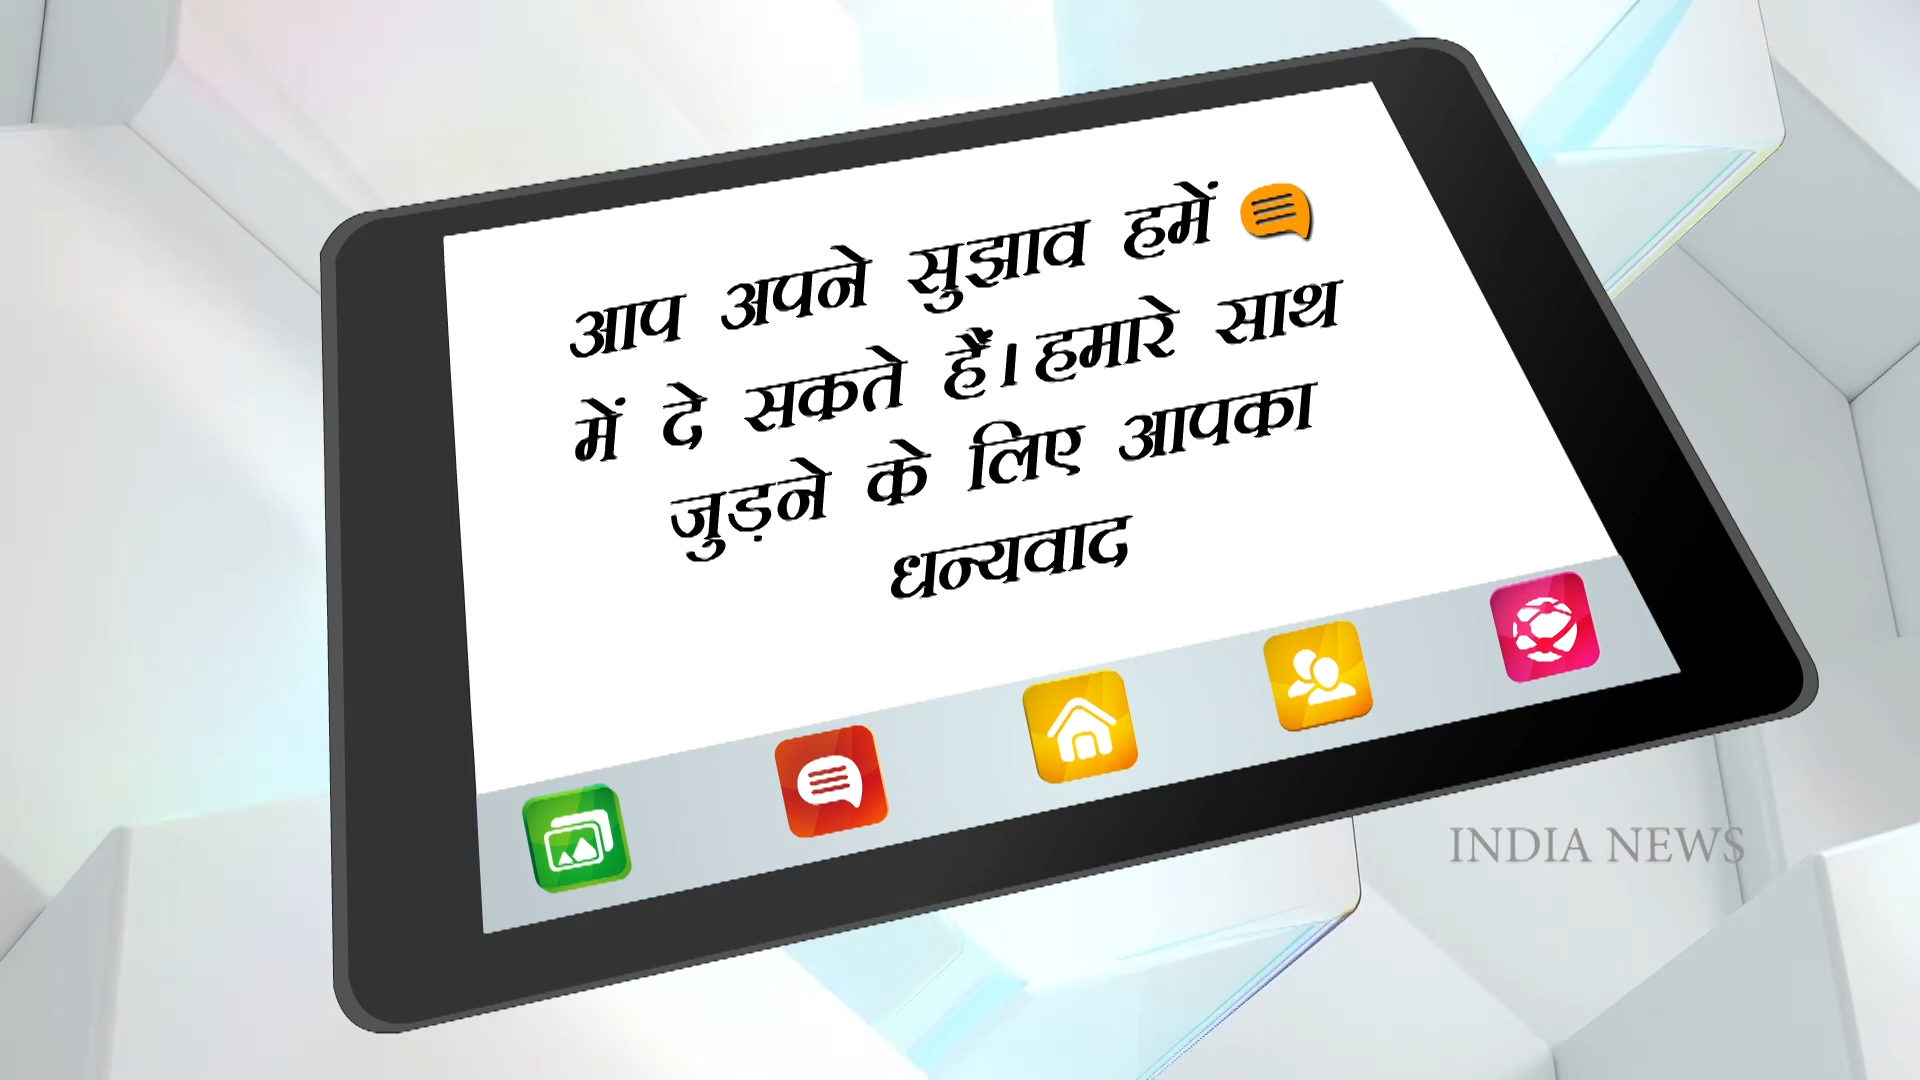 आप अपने सुझाव हमें
में दे सकते हैं। हमारे साथ
जुड़ने के लिए आपका
धन्यवाद
INDIA NEWS